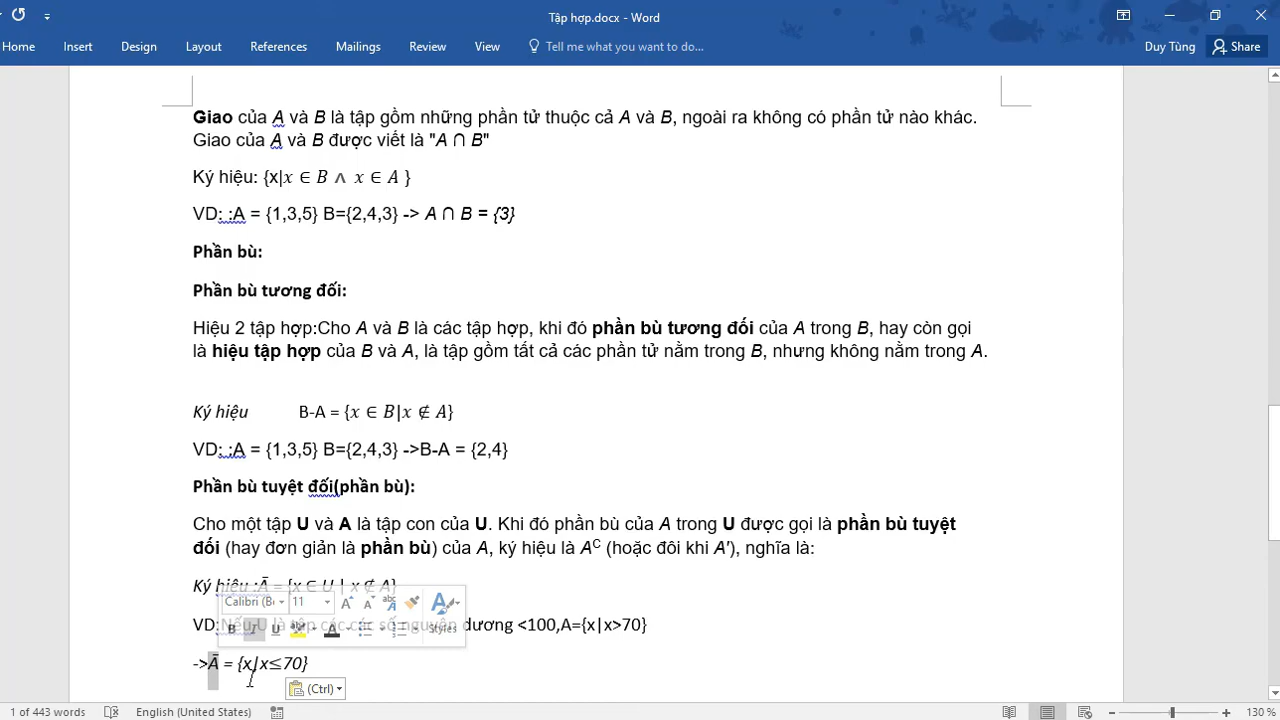 Tập hợp.docx - Word
Home Insert Design Layout References Mailings Review View Tell me what you want to do... Duy Tùng Share
Giao của A và B là tập gồm những phần tử thuộc cả A và B, ngoài ra không có phần tử nào khác.
Giao của A và B được viết là "A ∩ B"
Ký hiệu: {x|x ∈ B ∧ x ∈ A }
VD: :A = {1,3,5} B={2,4,3} -> A ∩ B = {3}
Phần bù:
Phần bù tương đối:
Hiệu 2 tập hợp:Cho A và B là các tập hợp, khi đó phần bù tương đối của A trong B, hay còn gọi
là hiệu tập hợp của B và A, là tập gồm tất cả các phần tử nằm trong B, nhưng không nằm trong A.
Ký hiệu B-A = {x ∈ B|x ∉ A}
VD: :A = {1,3,5} B={2,4,3} ->B-A = {2,4}
Phần bù tuyệt đối(phần bù):
Cho một tập U và A là tập con của U. Khi đó phần bù của A trong U được gọi là phần bù tuyệt
đối (hay đơn giản là phần bù) của A, ký hiệu là Aᶜ (hoặc đôi khi A′), nghĩa là:
Ký hiệu :Ā = {x ∈ U | x ∉ A}
Calibri (B 11
VD:Nếu U là tập các các số nguyên dương <100,A={x|x>70}
B I U A Styles
->Ā = {x|x≤70}
(Ctrl)
1 of 443 words English (United States) 130 %